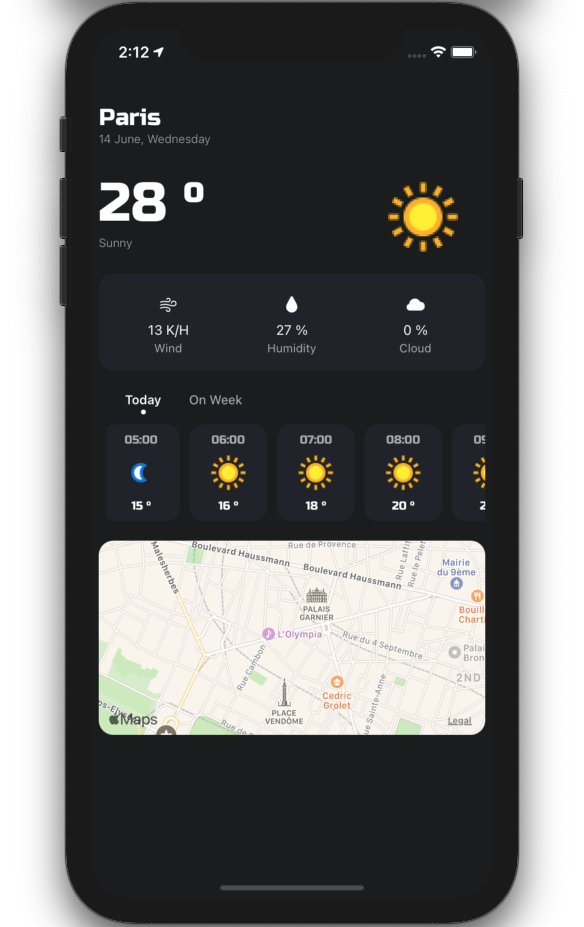 2:12
Paris
14 June, Wednesday
28 º
Sunny
13 K/H
27 %
0 %
Wind
Humidity
Cloud
Today
On Week
05:00
06:00
07:00
08:00
15 º
16 º
18 º
20 º
Malesherbes
Boulevard Haussmann
Rue de Provence
Boulevard Haussmann
Mairie
du 9ème
PALAIS
GARNIER
L'Olympia
Rue du 4 Septembre
Rue Cambon
2ND
Cedric
Grolet
PLACE
VENDÔME
Rue Sainte-Anne
Maps
Legal